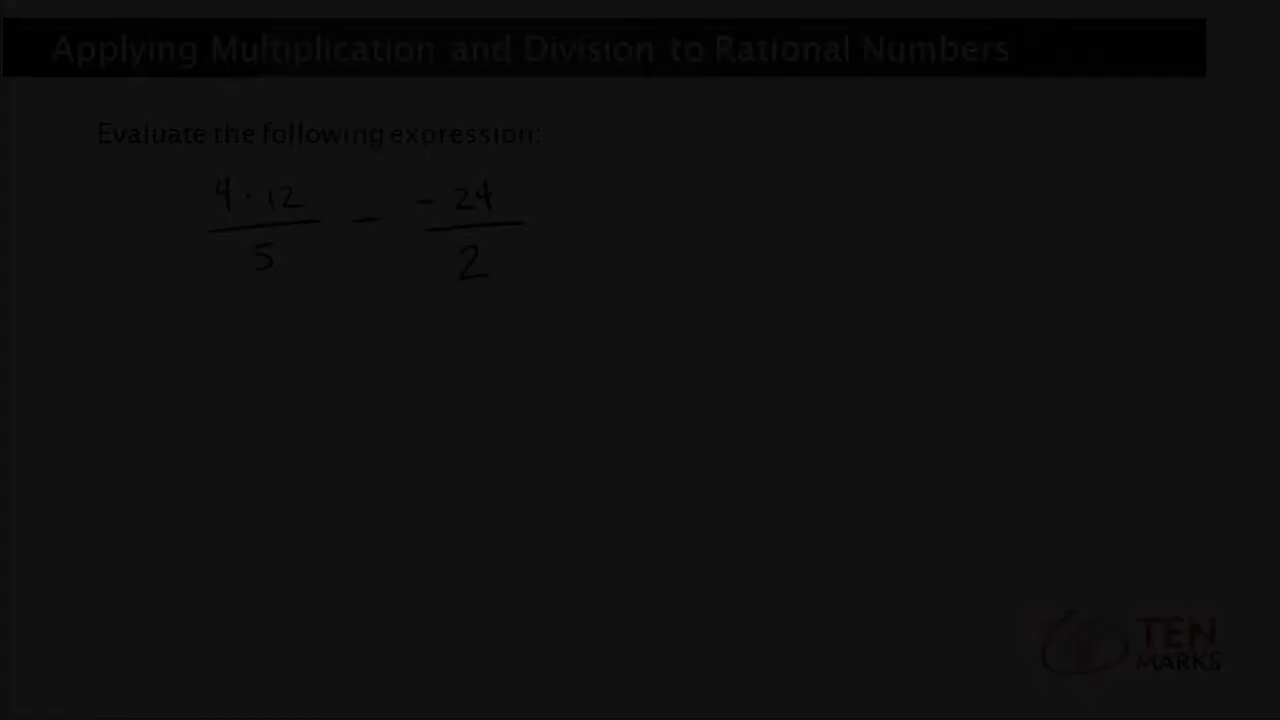 Applying Multiplication and Division to Rational Numbers
Evaluate the following expression:
4 · 12 - 24
— — —
5 2
TEN
MARKS